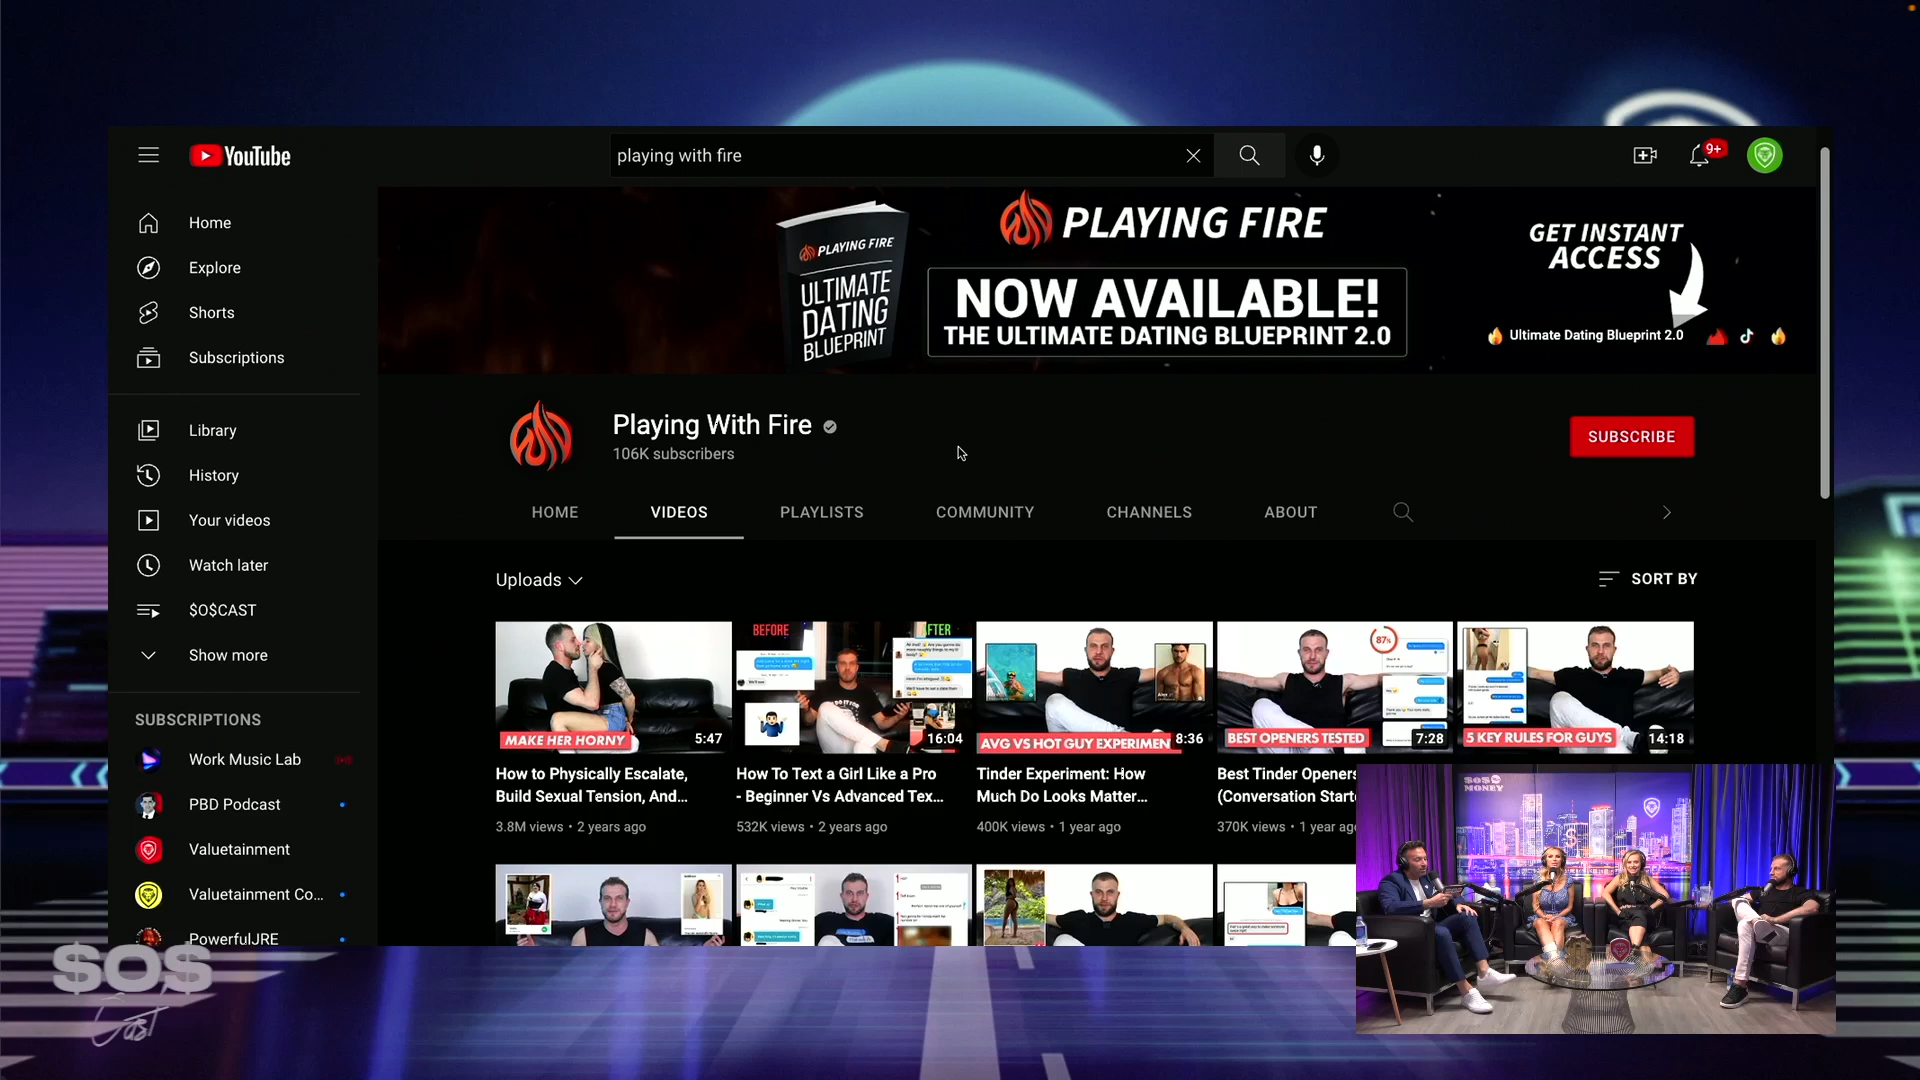 YouTube
playing with fire
9+
Home
Explore
Shorts
Subscriptions
Library
History
Your videos
Watch later
$O$CAST
Show more
SUBSCRIPTIONS
Work Music Lab
PBD Podcast
Valuetainment
Valuetainment Co...
PowerfulJRE
PLAYING FIRE
ULTIMATE
DATING
BLUEPRINT
PLAYING FIRE
NOW AVAILABLE!
THE ULTIMATE DATING BLUEPRINT 2.0
GET INSTANT
ACCESS
Ultimate Dating Blueprint 2.0
Playing With Fire
106K subscribers
SUBSCRIBE
HOME
VIDEOS
PLAYLISTS
COMMUNITY
CHANNELS
ABOUT
Uploads
SORT BY
MAKE HER HORNY
5:47
How to Physically Escalate,
Build Sexual Tension, And...
3.8M views • 2 years ago
BEFORE
AFTER
16:04
How To Text a Girl Like a Pro
- Beginner Vs Advanced Tex...
532K views • 2 years ago
AVG VS HOT GUY EXPERIMEN
8:36
Tinder Experiment: How
Much Do Looks Matter...
400K views • 1 year ago
87%
BEST OPENERS TESTED
7:28
Best Tinder Openers
(Conversation Starte
370K views • 1 year ago
5 KEY RULES FOR GUYS
14:18
SOS
MONEY
$O$
Cast